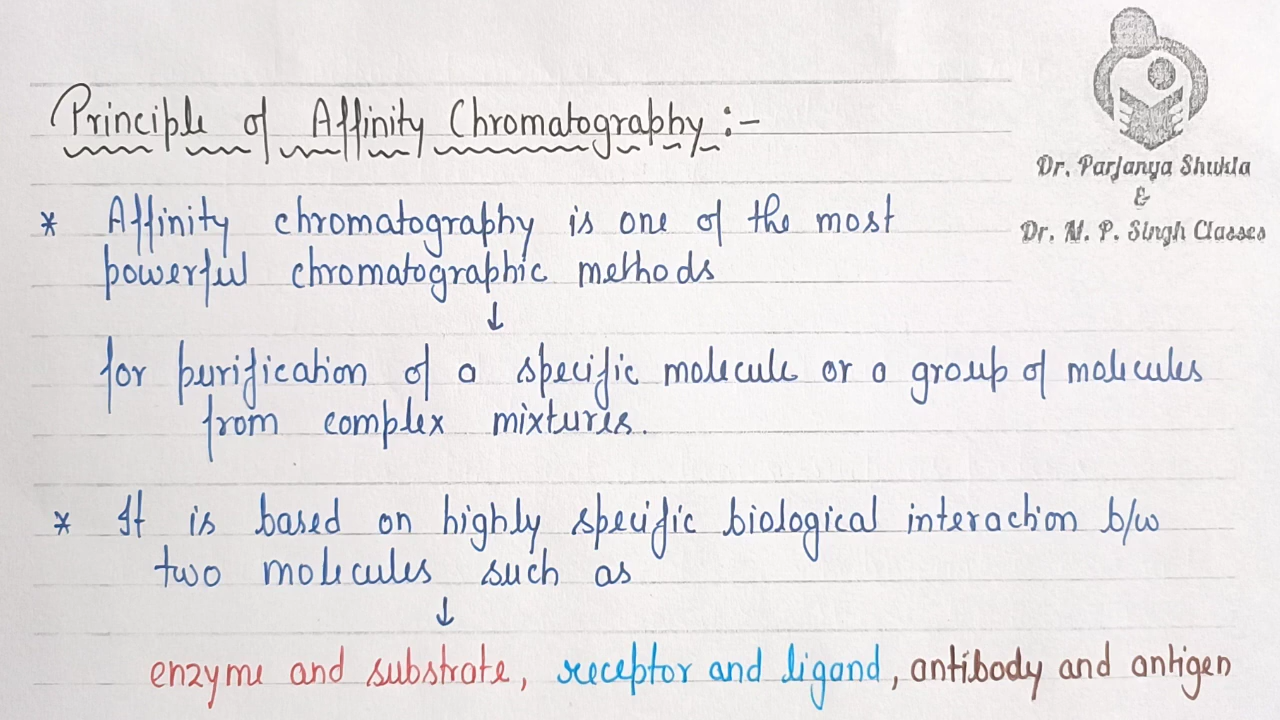 Principle of Affinity Chromatography :-
Dr. Parjanya Shukla
&
Dr. M. P. Singh Classes
* Affinity chromatography is one of the most
powerful chromatographic methods
↓
for purification of a specific molecule or a group of molecules
from complex mixtures.
* It is based on highly specific biological interaction b/w
two molecules such as
↓
enzyme and substrate, receptor and ligand, antibody and antigen